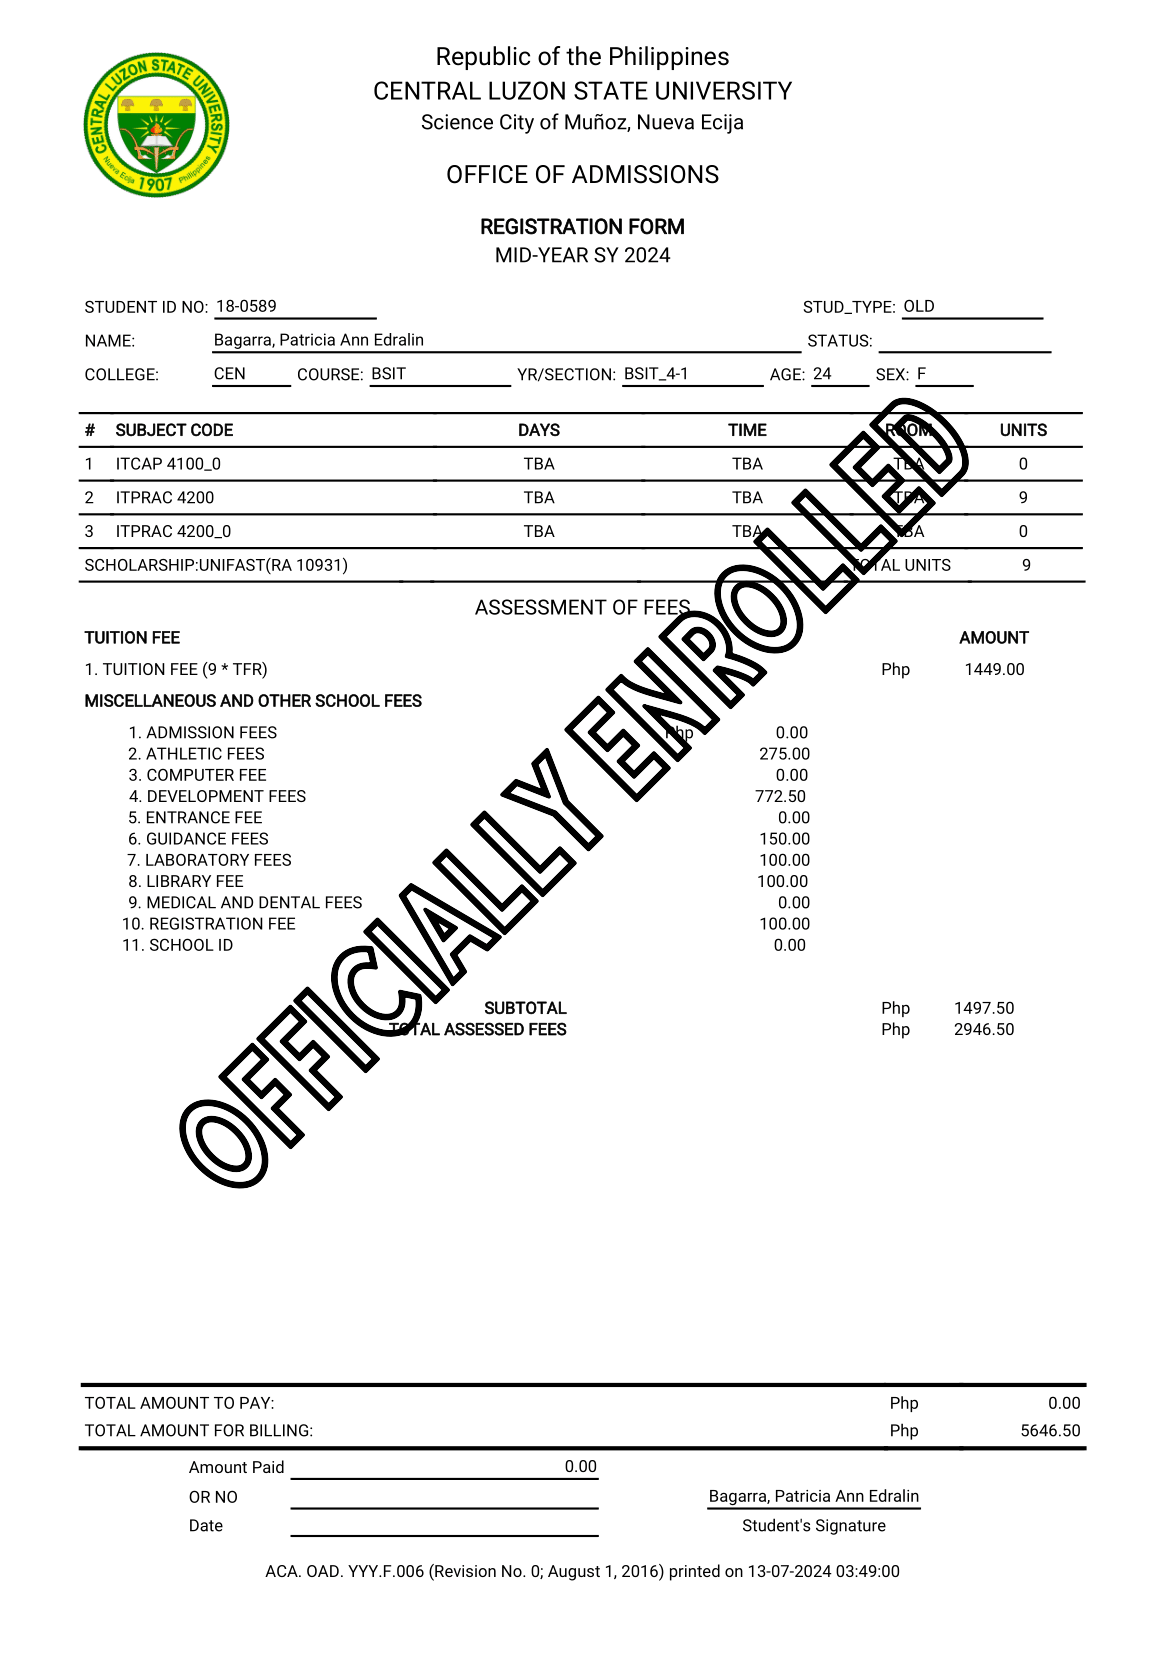 Republic of the Philippines
CENTRAL LUZON STATE UNIVERSITY
Science City of Muñoz, Nueva Ecija
OFFICE OF ADMISSIONS
REGISTRATION FORM
MID-YEAR SY 2024
CENTRAL LUZON STATE UNIVERSITY
Nueva Ecija Philippines
1907
STUDENT ID NO: 18-0589 STUD_TYPE: OLD
NAME: Bagarra, Patricia Ann Edralin STATUS:
COLLEGE: CEN COURSE: BSIT YR/SECTION: BSIT_4-1 AGE: 24 SEX: F
# SUBJECT CODE DAYS TIME ROOM UNITS
1 ITCAP 4100_0 TBA TBA TBA 0
2 ITPRAC 4200 TBA TBA TBA 9
3 ITPRAC 4200_0 TBA TBA TBA 0
SCHOLARSHIP:UNIFAST(RA 10931) TOTAL UNITS 9
ASSESSMENT OF FEES
TUITION FEE AMOUNT
1. TUITION FEE (9 * TFR) Php 1449.00
MISCELLANEOUS AND OTHER SCHOOL FEES
1. ADMISSION FEES Php 0.00
2. ATHLETIC FEES 275.00
3. COMPUTER FEE 0.00
4. DEVELOPMENT FEES 772.50
5. ENTRANCE FEE 0.00
6. GUIDANCE FEES 150.00
7. LABORATORY FEES 100.00
8. LIBRARY FEE 100.00
9. MEDICAL AND DENTAL FEES 0.00
10. REGISTRATION FEE 100.00
11. SCHOOL ID 0.00
SUBTOTAL Php 1497.50
TOTAL ASSESSED FEES Php 2946.50
OFFICIALLY ENROLLED
TOTAL AMOUNT TO PAY: Php 0.00
TOTAL AMOUNT FOR BILLING: Php 5646.50
Amount Paid 0.00
OR NO
Date
Bagarra, Patricia Ann Edralin
Student's Signature
ACA. OAD. YYY.F.006 (Revision No. 0; August 1, 2016) printed on 13-07-2024 03:49:00